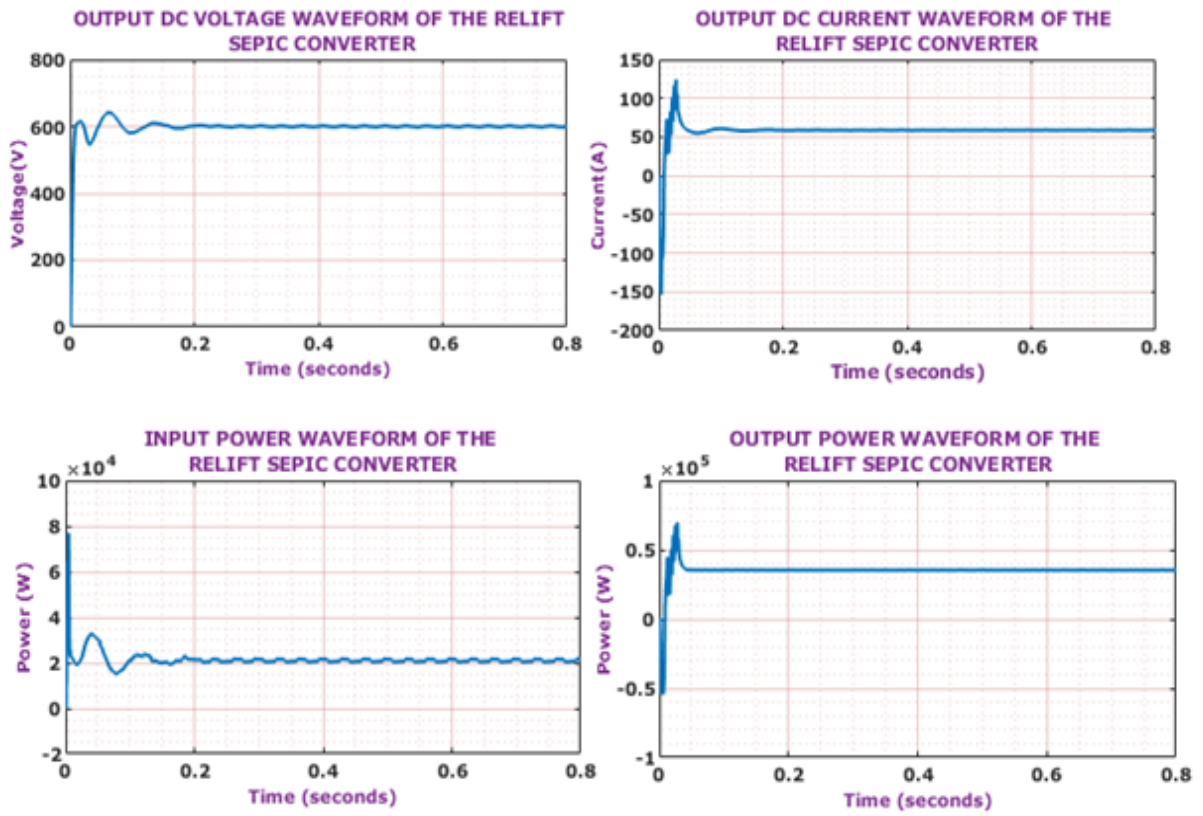 OUTPUT DC VOLTAGE WAVEFORM OF THE RELIFT
SEPIC CONVERTER
800
600
400
200
0
Voltage(V)
0 0.2 0.4 0.6 0.8
Time (seconds)
OUTPUT DC CURRENT WAVEFORM OF THE
RELIFT SEPIC CONVERTER
150
100
50
0
-50
-100
-150
-200
Current(A)
0 0.2 0.4 0.6 0.8
Time (seconds)
INPUT POWER WAVEFORM OF THE
RELIFT SEPIC CONVERTER
×10⁴
10
8
6
4
2
0
-2
Power (W)
0 0.2 0.4 0.6 0.8
Time (seconds)
OUTPUT POWER WAVEFORM OF THE
RELIFT SEPIC CONVERTER
×10⁵
1
0.5
0
-0.5
-1
Power (W)
0 0.2 0.4 0.6 0.8
Time (seconds)